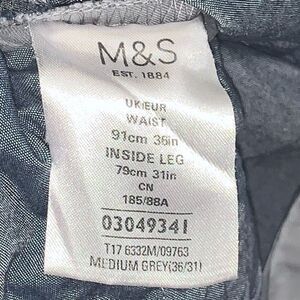 M&S
EST. 1884
UK/EUR
WAIST
91cm 36in
INSIDE LEG
79cm 31in
CN
185/88A
03049341
T17 6332M/09763
MEDIUM GREY(36/31)